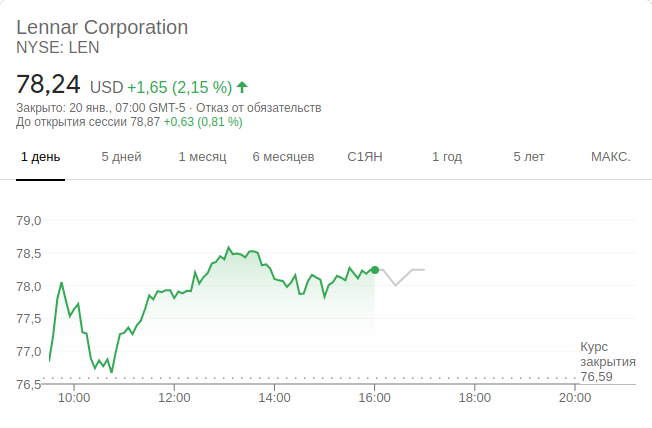 Lennar Corporation
NYSE: LEN
78,24 USD +1,65 (2,15 %)
Закрыто: 20 янв., 07:00 GMT-5 · Отказ от обязательств
До открытия сессии 78,87 +0,63 (0,81 %)
1 день 5 дней 1 месяц 6 месяцев С1ЯН 1 год 5 лет МАКС.
79,0
78,5
78,0
77,5
77,0
76,5
Курс
закрытия
76,59
10:00 12:00 14:00 16:00 18:00 20:00